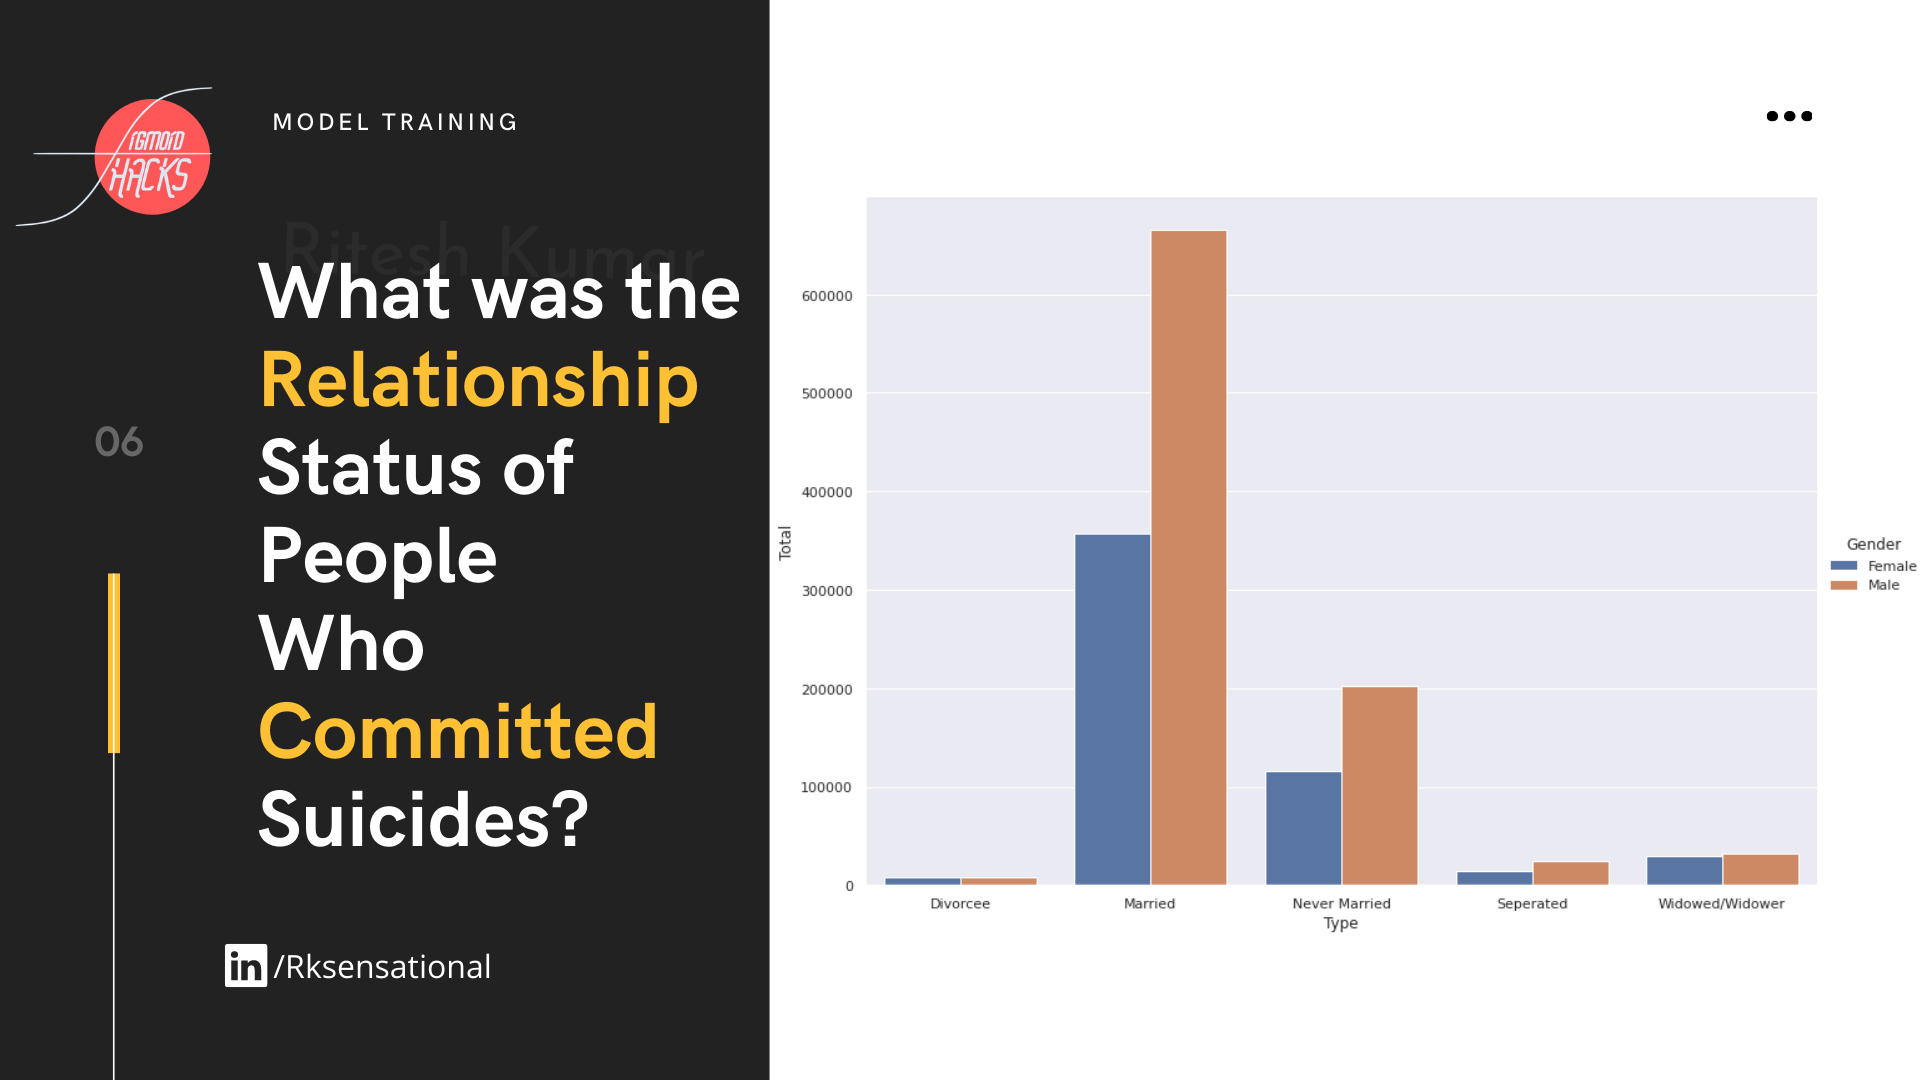 SIGMOID
HACKS
MODEL TRAINING
Ritesh Kumar
What was the
Relationship
Status of
People
Who
Committed
Suicides?
06
in/Rksensational
600000
500000
400000
300000
200000
100000
0
Total
Divorcee
Married
Never Married
Seperated
Widowed/Widower
Type
Gender
Female
Male